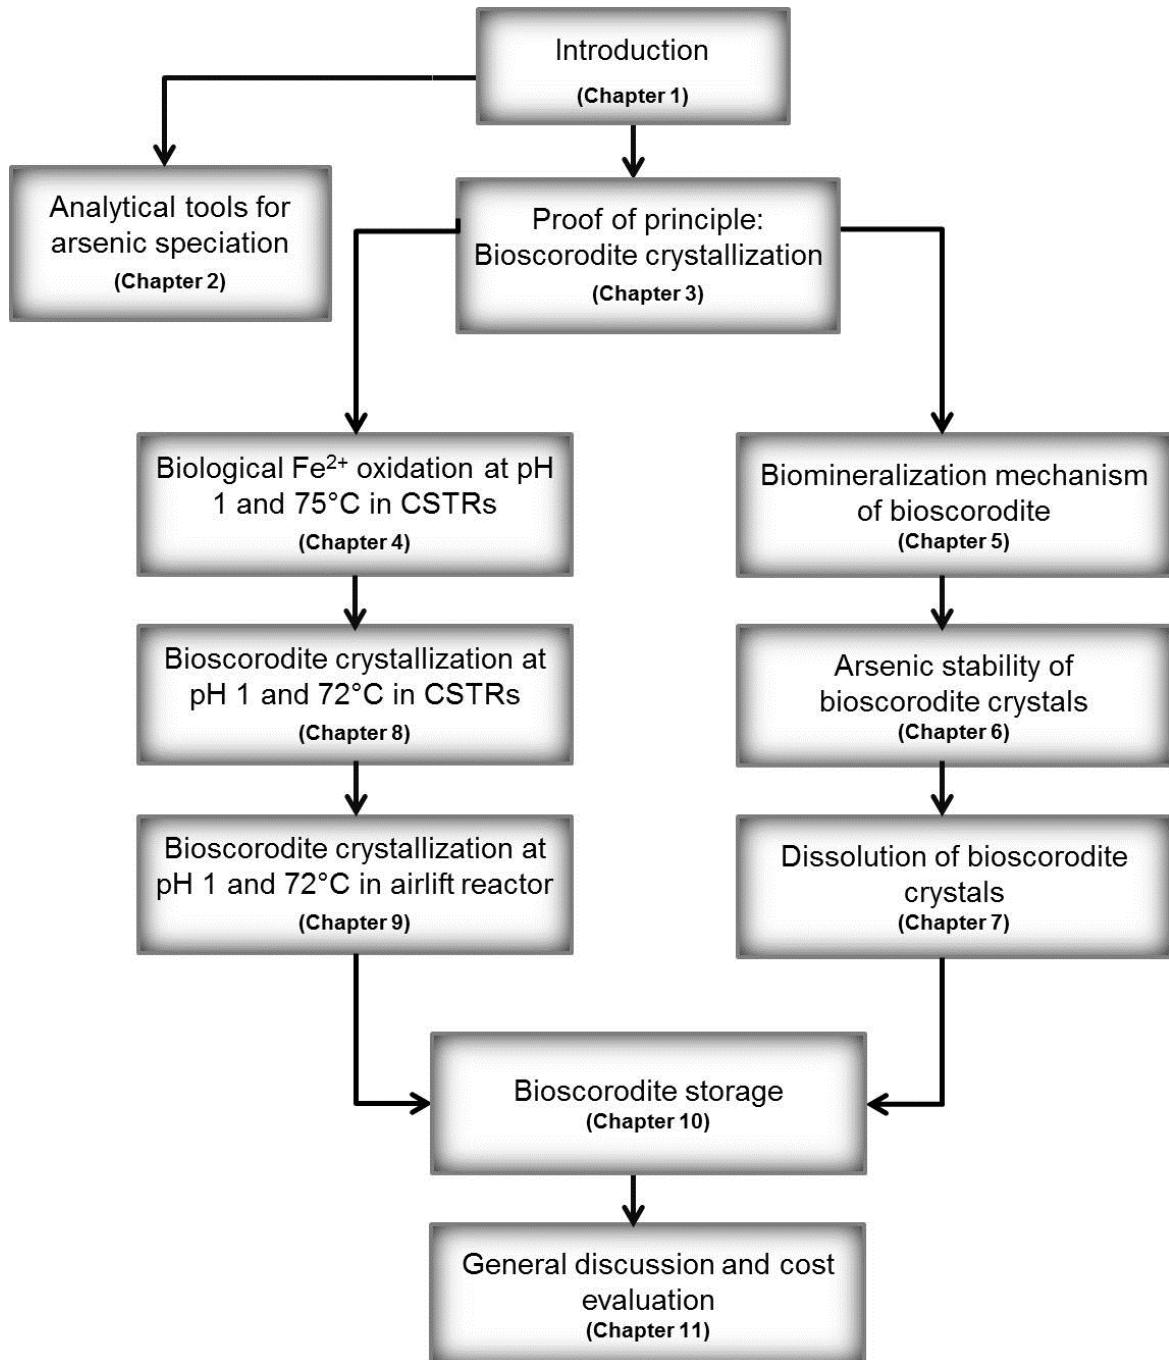 Introduction
(Chapter 1)
Analytical tools for
arsenic speciation
(Chapter 2)
Proof of principle:
Bioscorodite crystallization
(Chapter 3)
Biological Fe²⁺ oxidation at pH
1 and 75°C in CSTRs
(Chapter 4)
Biomineralization mechanism
of bioscorodite
(Chapter 5)
Bioscorodite crystallization at
pH 1 and 72°C in CSTRs
(Chapter 8)
Arsenic stability of
bioscorodite crystals
(Chapter 6)
Bioscorodite crystallization at
pH 1 and 72°C in airlift reactor
(Chapter 9)
Dissolution of bioscorodite
crystals
(Chapter 7)
Bioscorodite storage
(Chapter 10)
General discussion and cost
evaluation
(Chapter 11)